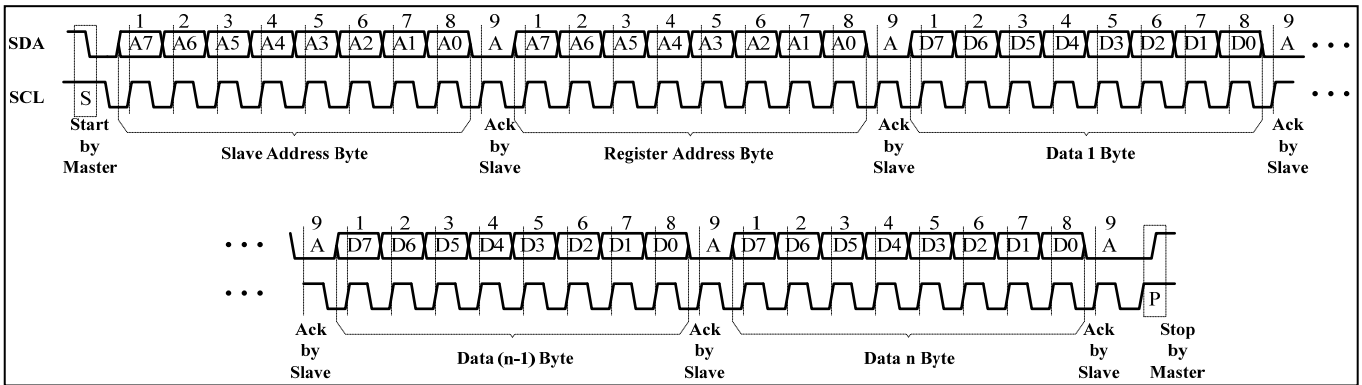 1 2 3 4 5 6 7 8 9 1 2 3 4 5 6 7 8 9 1 2 3 4 5 6 7 8 9
SDA A7 A6 A5 A4 A3 A2 A1 A0 A A7 A6 A5 A4 A3 A2 A1 A0 A D7 D6 D5 D4 D3 D2 D1 D0 A • • •
SCL S • • •
Start by Master
Slave Address Byte
Ack by Slave
Register Address Byte
Ack by Slave
Data 1 Byte
Ack by Slave
9 1 2 3 4 5 6 7 8 9 1 2 3 4 5 6 7 8 9
• • • A D7 D6 D5 D4 D3 D2 D1 D0 A D7 D6 D5 D4 D3 D2 D1 D0 A
• • • P
Ack by Slave
Data (n-1) Byte
Ack by Slave
Data n Byte
Ack by Slave
Stop by Master